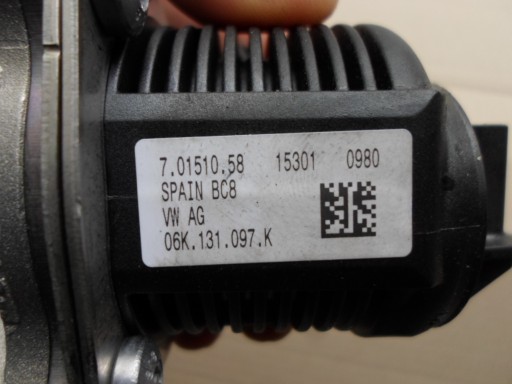 7.01510.58 15301 0980
SPAIN BC8
VW AG
06K.131.097.K